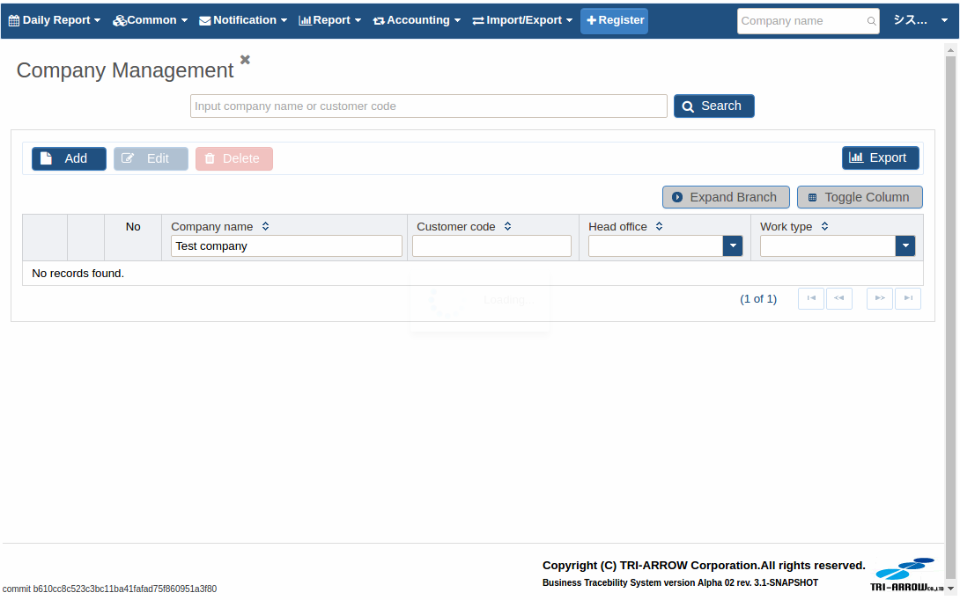 Daily Report Common Notification Report Accounting Import/Export Register Company name シス...
Company Management
Input company name or customer code Search
Add Edit Delete Export
Expand Branch Toggle Column
No Company name Customer code Head office Work type
Test company
No records found.
Loading
(1 of 1)
Copyright (C) TRI-ARROW Corporation.All rights reserved.
Business Tracebility System version Alpha 02 rev. 3.1-SNAPSHOT
TRI-ARROW CO.,LTD
commit b610cc8c523c3bc11ba41fafad75f860951a3f80